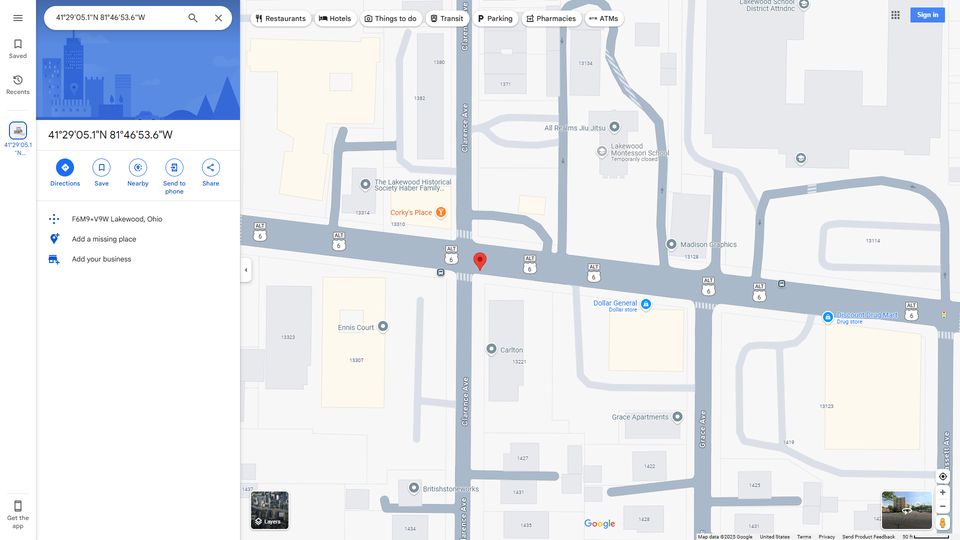 41°29'05.1"N 81°46'53.6"W
Restaurants
Hotels
Things to do
Transit
Parking
Pharmacies
ATMs
Sign in
Saved
Recents
41°29'05.1
"N...
Get the
app
41°29'05.1"N 81°46'53.6"W
Directions
Save
Nearby
Send to
phone
Share
F6M9+V9W Lakewood, Ohio
Add a missing place
Add your business
Lakewood School
District Attndnc
Clarence Ave
1380
1371
13134
1382
Clarence Ave
All Realms Jiu Jitsu
Lakewood
Montessori School
Temporarily closed
The Lakewood Historical
Society Haber Family...
13314
Corky's Place
13310
Madison Graphics
13128
13114
ALT
6
ALT
6
ALT
6
ALT
6
ALT
6
ALT
6
ALT
6
ALT
6
Dollar General
Dollar store
Discount Drug Mart
Drug store
Ennis Court
13323
13307
Carlton
13221
Clarence Ave
Grace Apartments
Grace Ave
13123
1419
1427
1422
1425
1437
Britishstoneworks
1431
1435
1434
1428
1431
Layers
Google
Map data ©2025 Google
United States
Terms
Privacy
Send Product Feedback
50 ft